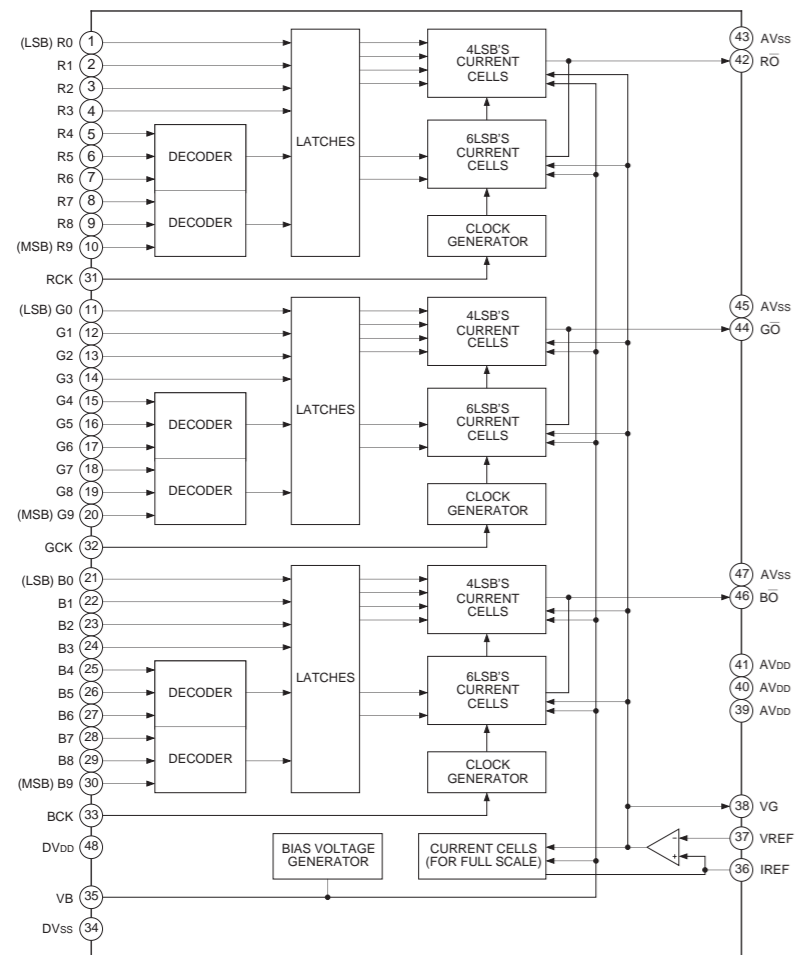 (LSB) R0 1
R1 2
R2 3
R3 4
R4 5
R5 6
R6 7
R7 8
R8 9
(MSB) R9 10
RCK 31
DECODER
DECODER
LATCHES
4LSB'S
CURRENT
CELLS
6LSB'S
CURRENT
CELLS
CLOCK
GENERATOR
43 AVSS
42 RO̅
(LSB) G0 11
G1 12
G2 13
G3 14
G4 15
G5 16
G6 17
G7 18
G8 19
(MSB) G9 20
GCK 32
DECODER
DECODER
LATCHES
4LSB'S
CURRENT
CELLS
6LSB'S
CURRENT
CELLS
CLOCK
GENERATOR
45 AVSS
44 GO̅
(LSB) B0 21
B1 22
B2 23
B3 24
B4 25
B5 26
B6 27
B7 28
B8 29
(MSB) B9 30
BCK 33
DECODER
DECODER
LATCHES
4LSB'S
CURRENT
CELLS
6LSB'S
CURRENT
CELLS
CLOCK
GENERATOR
47 AVSS
46 BO̅
41 AVDD
40 AVDD
39 AVDD
38 VG
37 VREF
36 IREF
DVDD 48
VB 35
DVSS 34
BIAS VOLTAGE
GENERATOR
CURRENT CELLS
(FOR FULL SCALE)
–
+